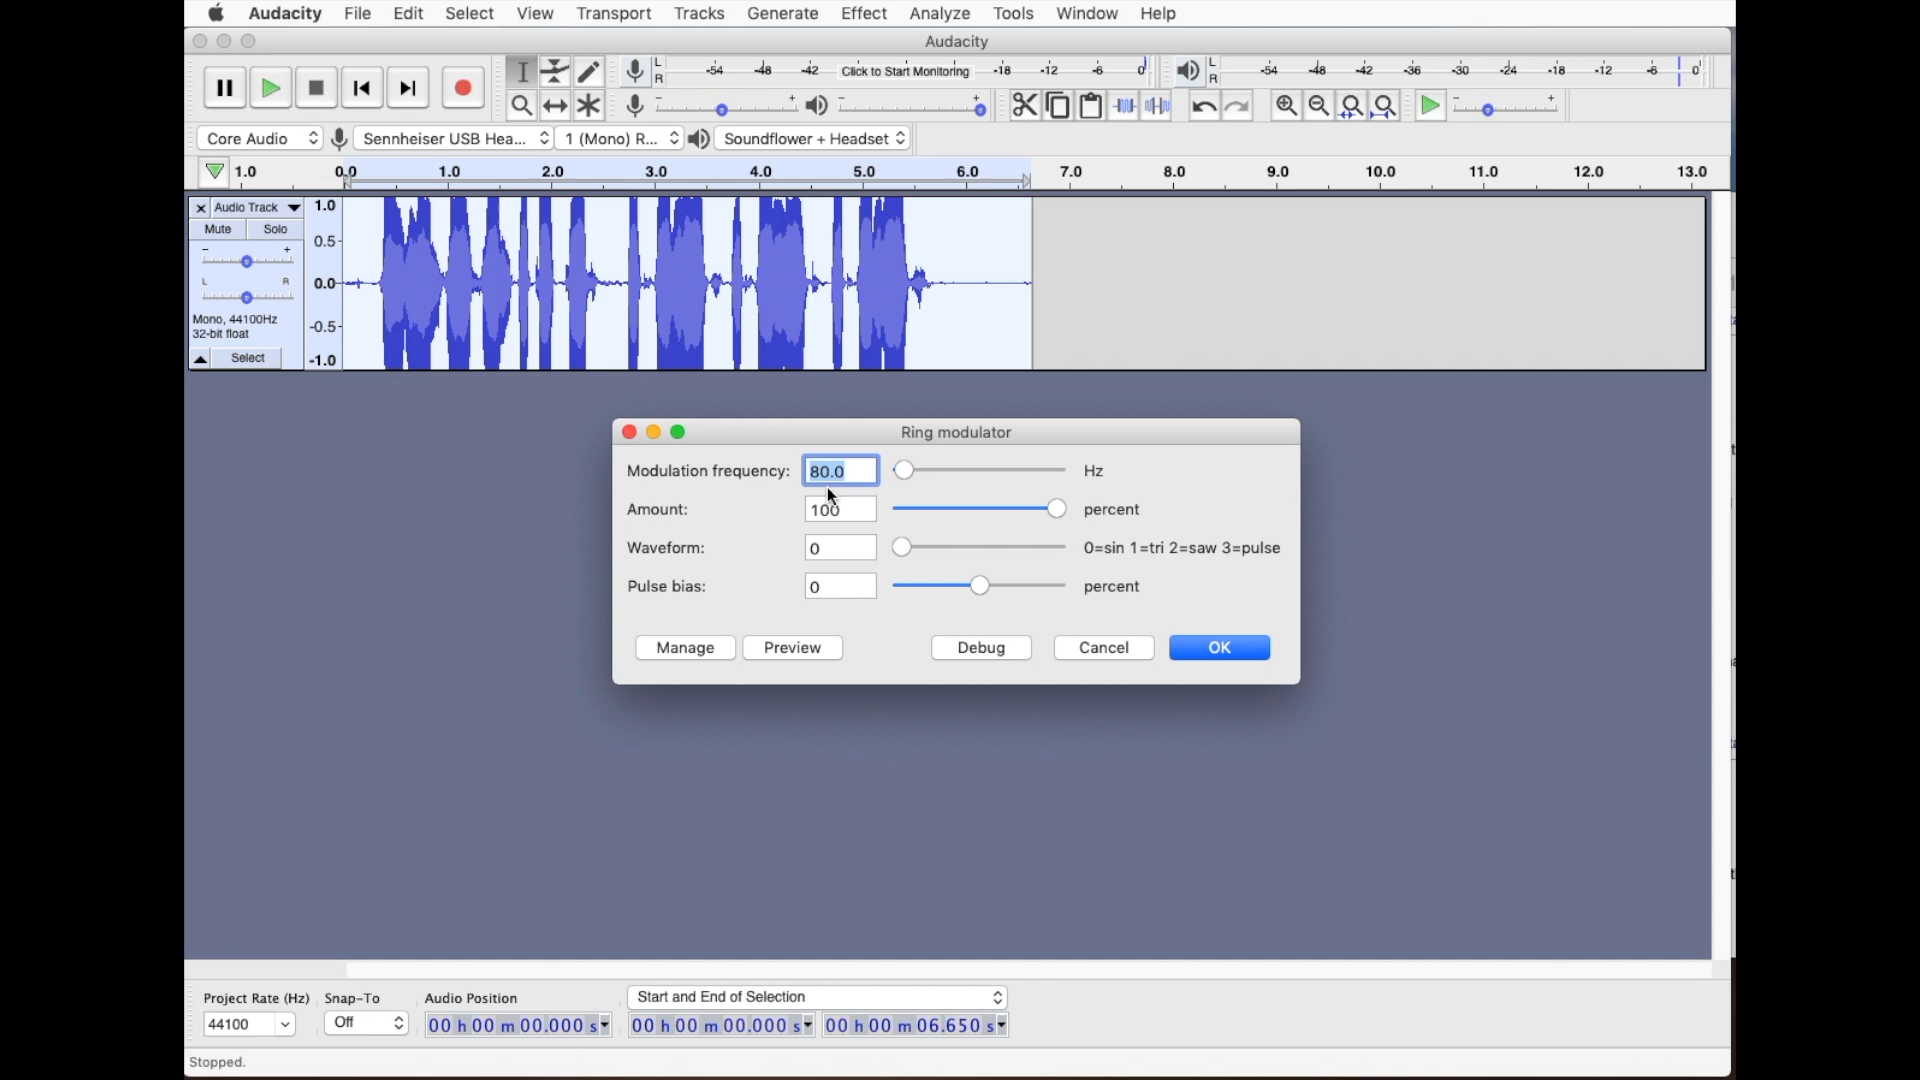 Audacity File Edit Select View Transport Tracks Generate Effect Analyze Tools Window Help
Audacity
L R -54 -48 -42 Click to Start Monitoring -18 -12 -6 0 L R -54 -48 -42 -36 -30 -24 -18 -12 -6 0
- + - + - +
Core Audio Sennheiser USB Hea... 1 (Mono) R... Soundflower + Headset
1.0 0.0 1.0 2.0 3.0 4.0 5.0 6.0 7.0 8.0 9.0 10.0 11.0 12.0 13.0
× Audio Track 1.0
Mute Solo 0.5
- +
L R 0.0
Mono, 44100Hz
32-bit float -0.5
Select -1.0
Ring modulator
Modulation frequency: 80.0 Hz
Amount: 100 percent
Waveform: 0 0=sin 1=tri 2=saw 3=pulse
Pulse bias: 0 percent
Manage Preview Debug Cancel OK
Project Rate (Hz) Snap-To Audio Position Start and End of Selection
44100 Off 00 h 00 m 00.000 s 00 h 00 m 00.000 s 00 h 00 m 06.650 s
Stopped.